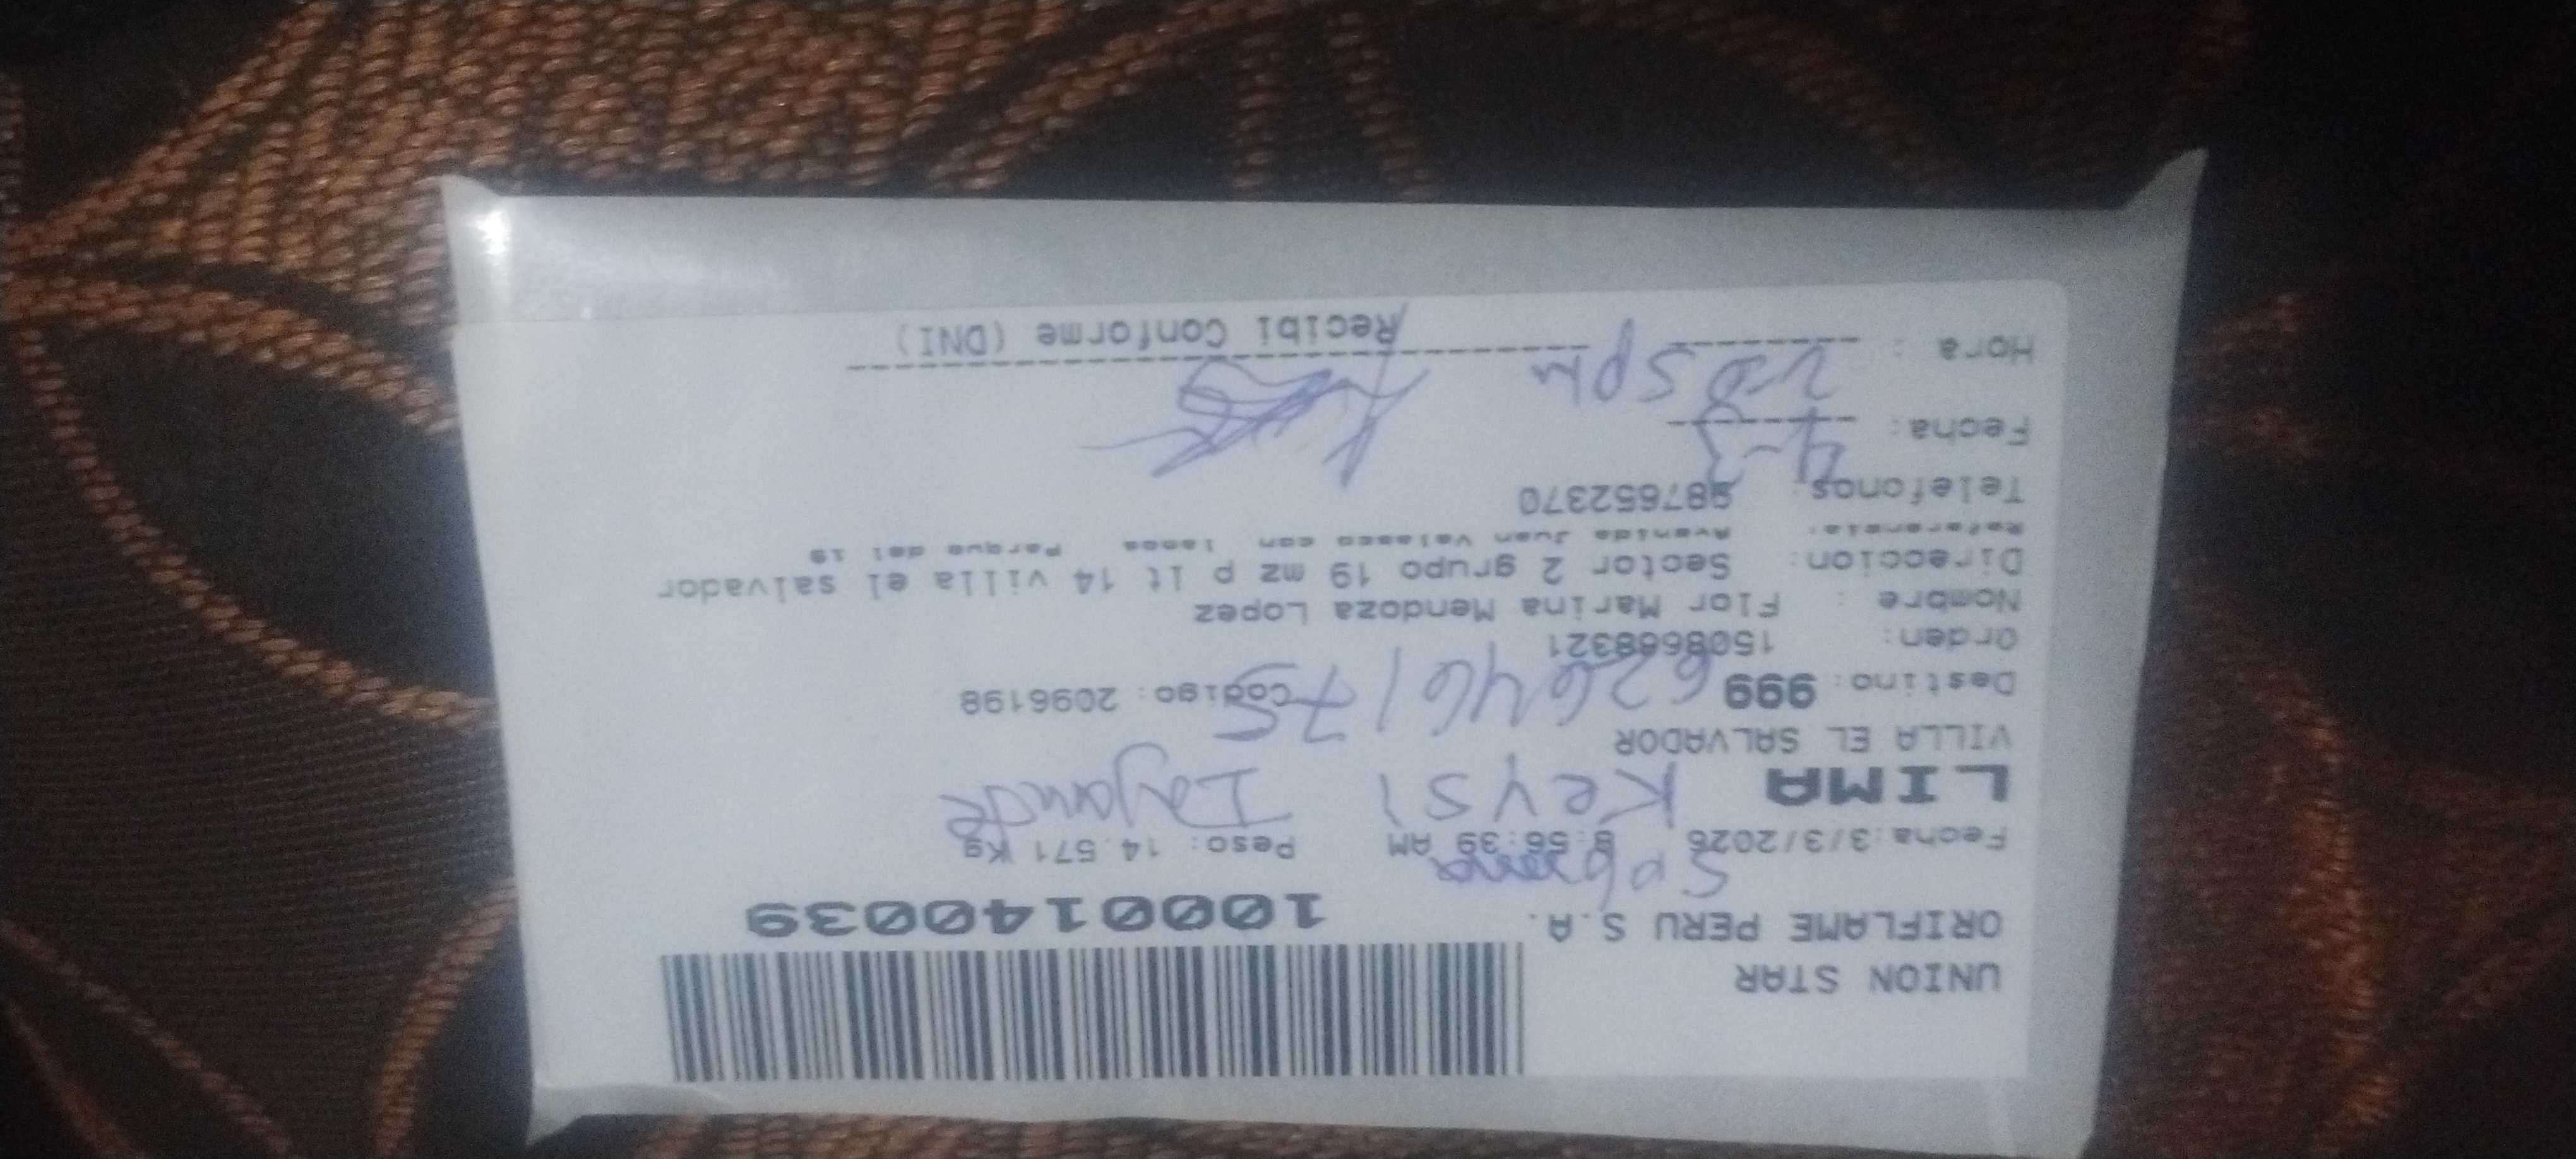 UNION STAR
ORIFLAME PERU S.A.
1000140039
Fecha:3/3/2026 8:56:39 AM Peso: 14.571 Kg
LIMA Keysi
VILLA EL SALVADOR
Destino: 999 Codigo: 2096198
Orden: 1508688321
Nombre : Flor Marina Mendoza Lopez
Direccion: Sector 2 grupo 19 mz p lt 14 villa el salvador
Referencia: Avenida Juan Velasco con Parque del 19
Telefonos: 987652370
Fecha: 4-3
Hora :
Recibi Conforme (DNI)